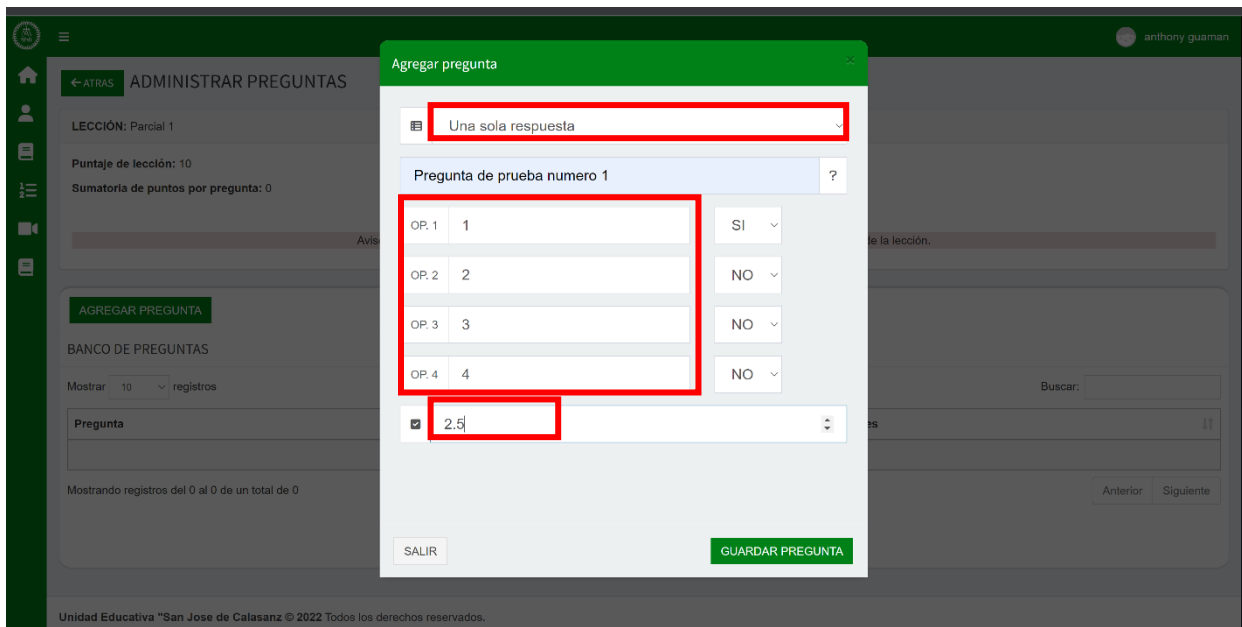 anthony guaman
Agregar pregunta
×
ATRAS ADMINISTRAR PREGUNTAS
LECCIÓN: Parcial 1
Una sola respuesta
Puntaje de lección: 10
Pregunta de prueba numero 1 ?
Sumatoria de puntos por pregunta: 0
OP. 1 1 SI
de la lección.
OP. 2 2 NO
AGREGAR PREGUNTA
OP. 3 3 NO
BANCO DE PREGUNTAS
OP. 4 4 NO
Mostrar 10 registros Buscar:
Pregunta
2.5
Mostrando registros del 0 al 0 de un total de 0 Anterior Siguiente
SALIR GUARDAR PREGUNTA
Unidad Educativa "San Jose de Calasanz © 2022 Todos los derechos reservados.